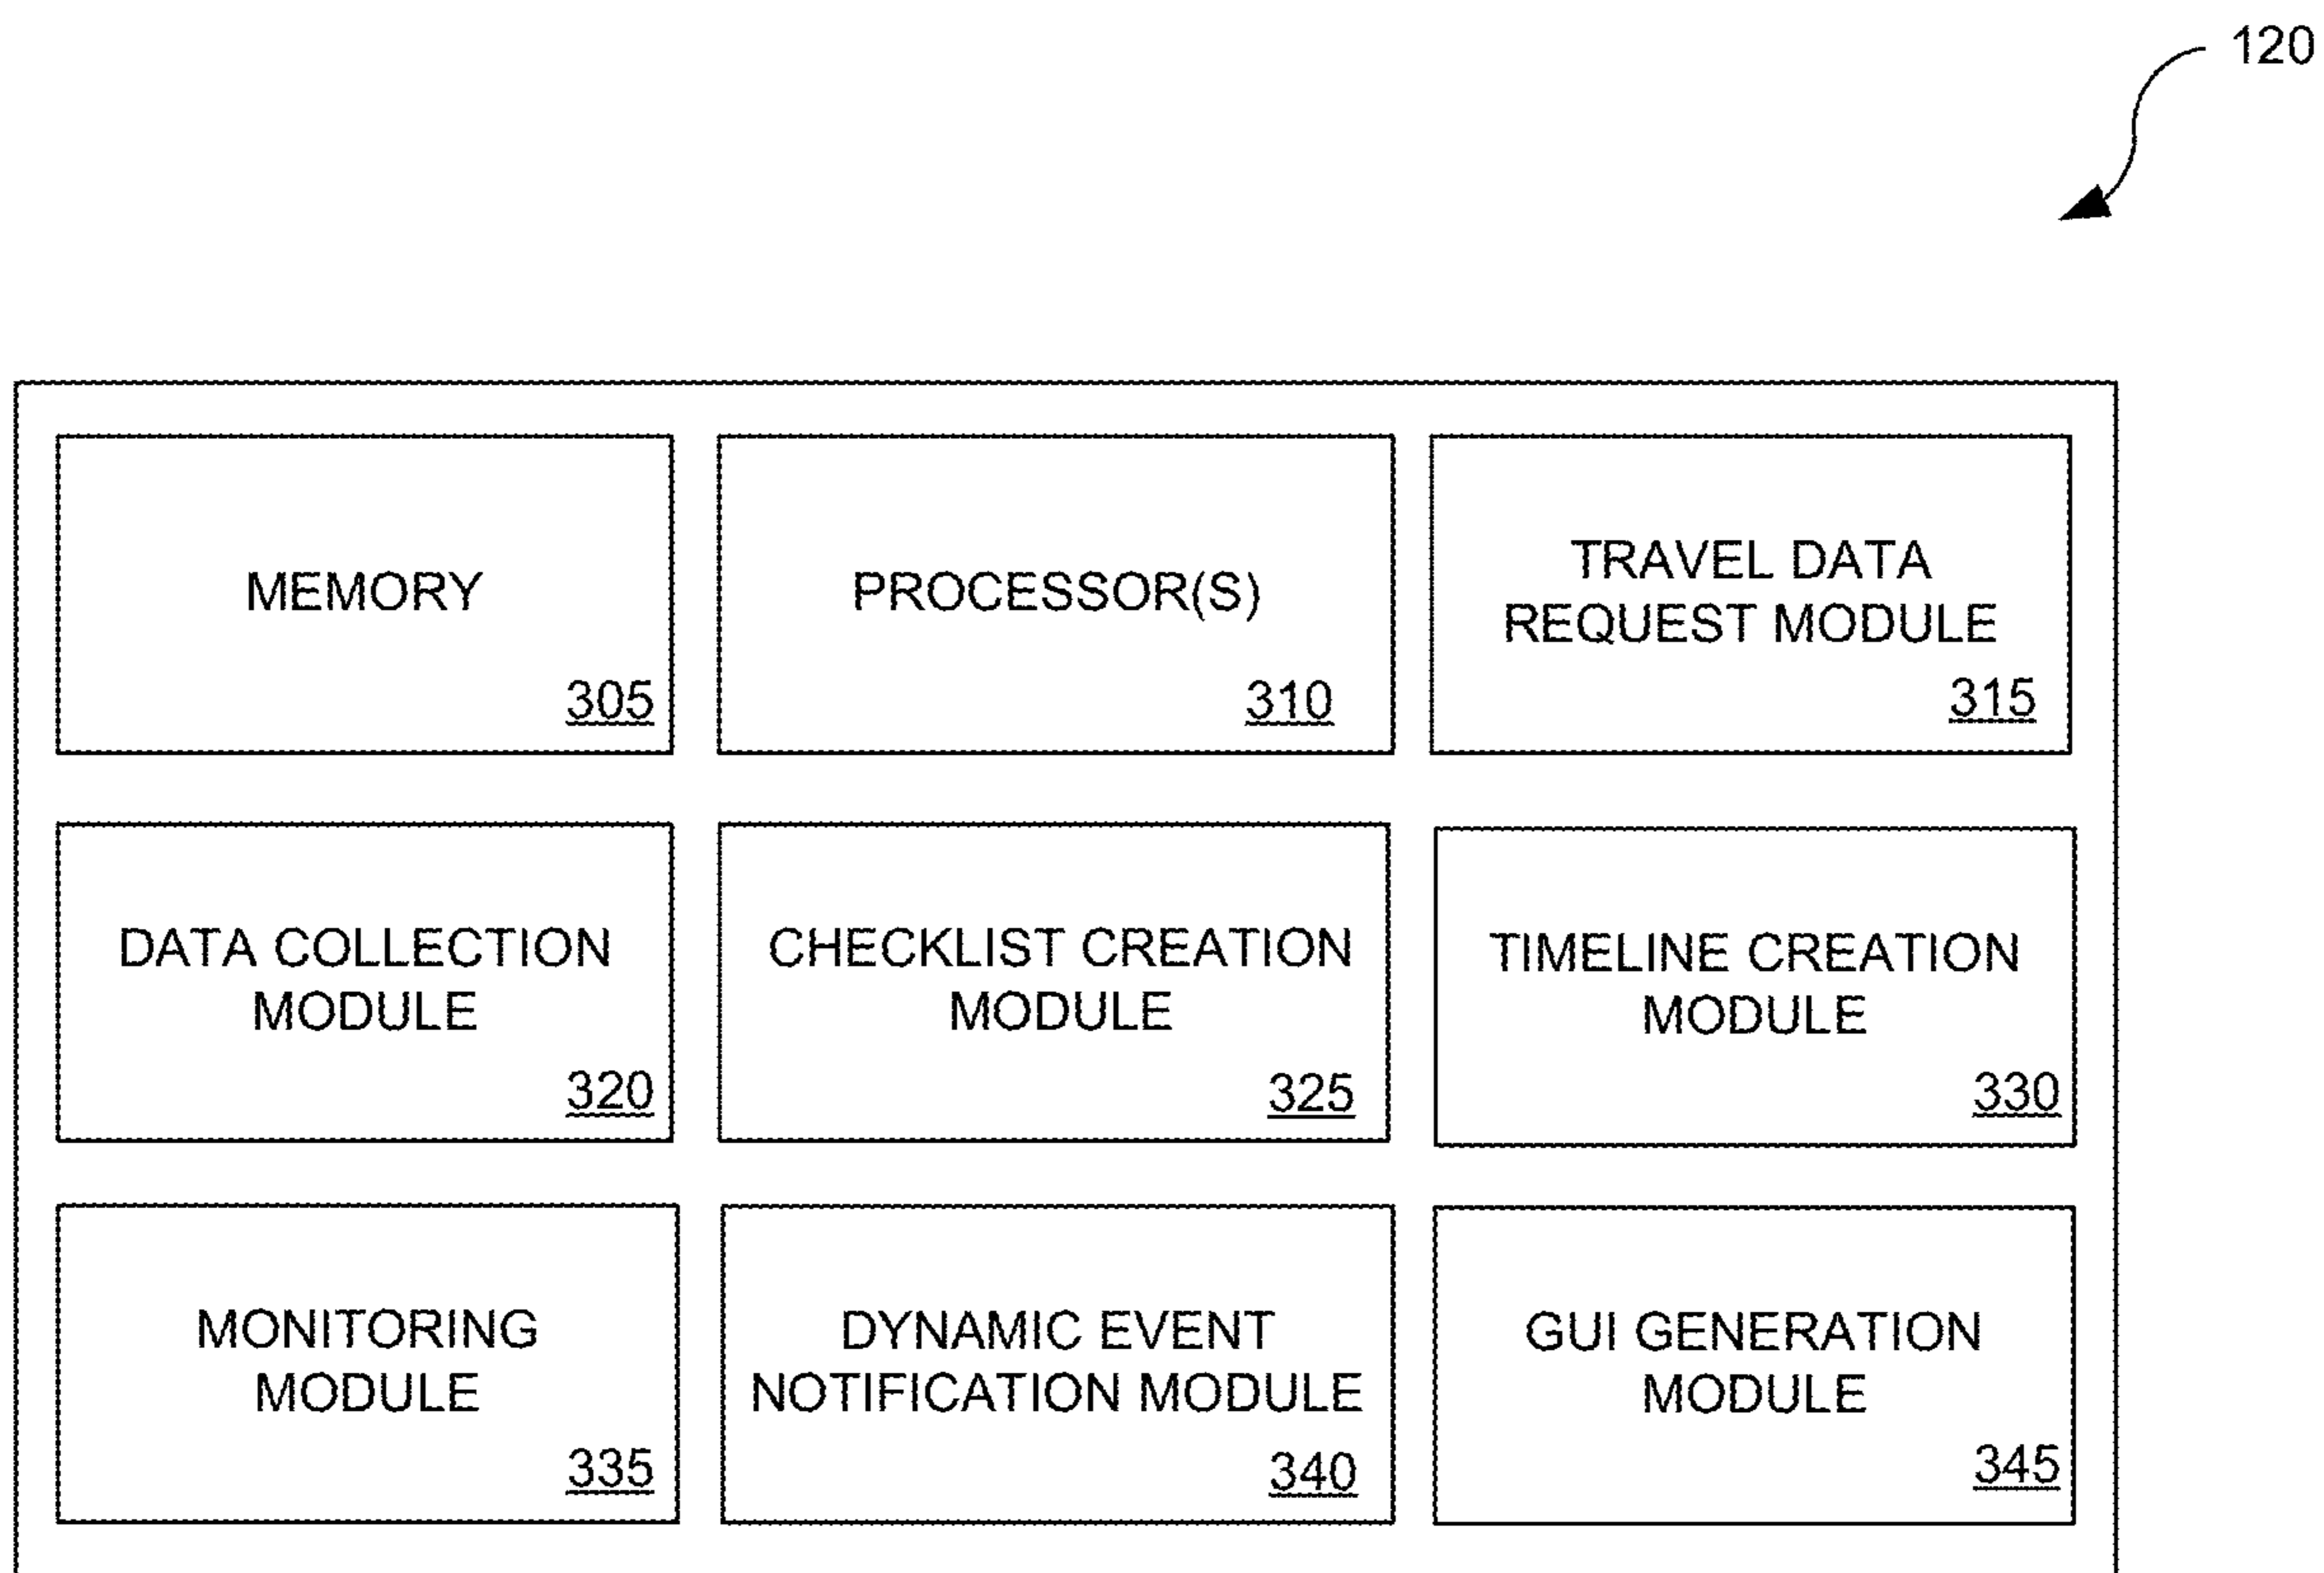 120
MEMORY
305
PROCESSOR(S)
310
TRAVEL DATA
REQUEST MODULE
315
DATA COLLECTION
MODULE
320
CHECKLIST CREATION
MODULE
325
TIMELINE CREATION
MODULE
330
MONITORING
MODULE
335
DYNAMIC EVENT
NOTIFICATION MODULE
340
GUI GENERATION
MODULE
345